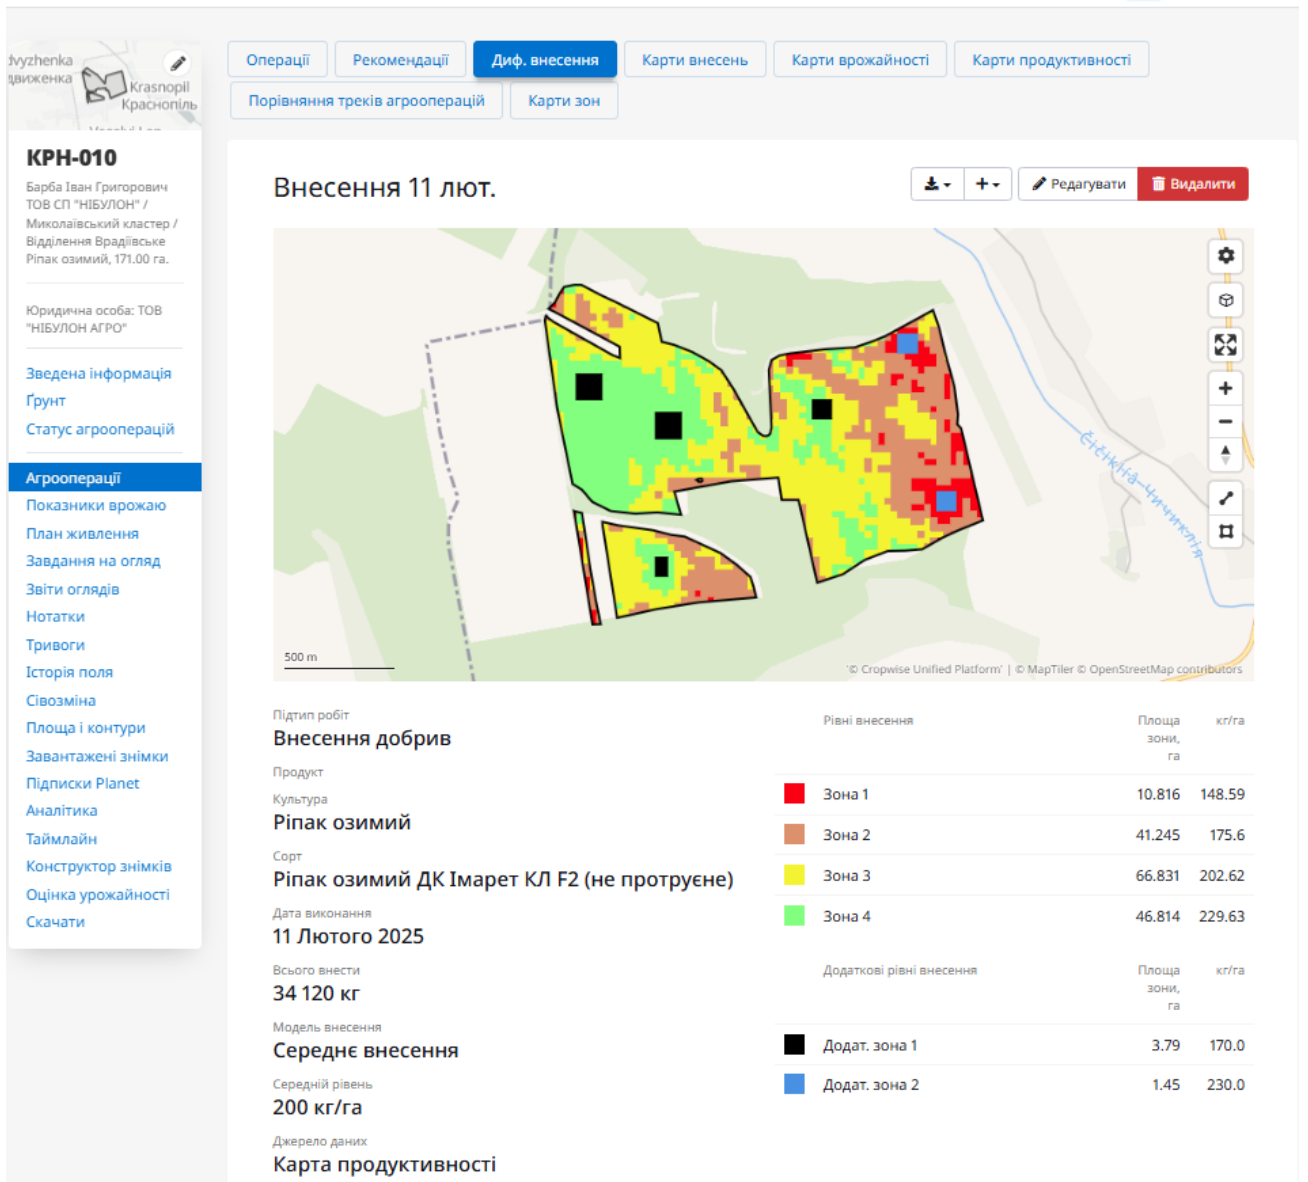 Операції
Рекомендації
Диф. внесення
Карти внесень
Карти врожайності
Карти продуктивності
Порівняння треків агрооперацій
Карти зон
Krasnopil
Краснопіль
КРН-010
Барба Іван Григорович
ТОВ СП "НІБУЛОН" /
Миколаївський кластер /
Відділення Врадіївське
Ріпак озимий, 171.00 га.
Юридична особа: ТОВ
"НІБУЛОН АГРО"
Зведена інформація
Ґрунт
Статус агрооперацій
Агрооперації
Показники врожаю
План живлення
Завдання на огляд
Звіти оглядів
Нотатки
Тривоги
Історія поля
Сівозміна
Площа і контури
Завантажені знімки
Підписки Planet
Аналітика
Таймлайн
Конструктор знімків
Оцінка урожайності
Скачати
Внесення 11 лют.
Редагувати
Видалити
500 m
'© Cropwise Unified Platform' | © MapTiler © OpenStreetMap contributors
Підтип робіт
Внесення добрив
Продукт
Культура
Ріпак озимий
Сорт
Ріпак озимий ДК Імарет КЛ F2 (не протруєне)
Дата виконання
11 Лютого 2025
Всього внести
34 120 кг
Модель внесення
Середнє внесення
Середній рівень
200 кг/га
Джерело даних
Карта продуктивності
Рівні внесення Площа зони, га кг/га
Зона 1 10.816 148.59
Зона 2 41.245 175.6
Зона 3 66.831 202.62
Зона 4 46.814 229.63
Додаткові рівні внесення Площа зони, га кг/га
Додат. зона 1 3.79 170.0
Додат. зона 2 1.45 230.0